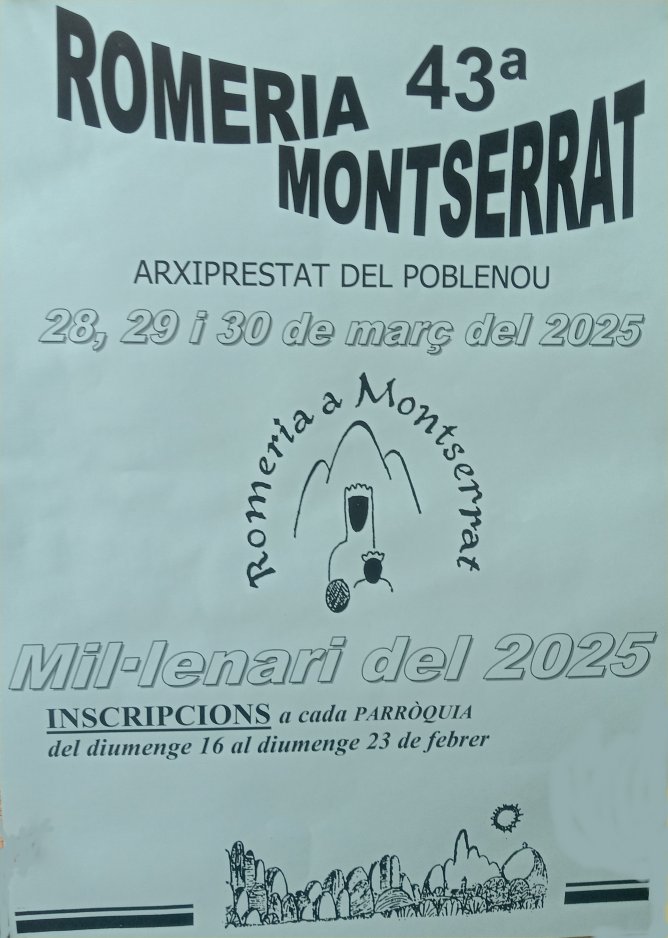 ROMERIA 43ª
MONTSERRAT
ARXIPRESTAT DEL POBLENOU
28, 29 i 30 de març del 2025
Romeria a Montserrat
Mil·lenari del 2025
INSCRIPCIONS a cada PARRÒQUIA
del diumenge 16 al diumenge 23 de febrer